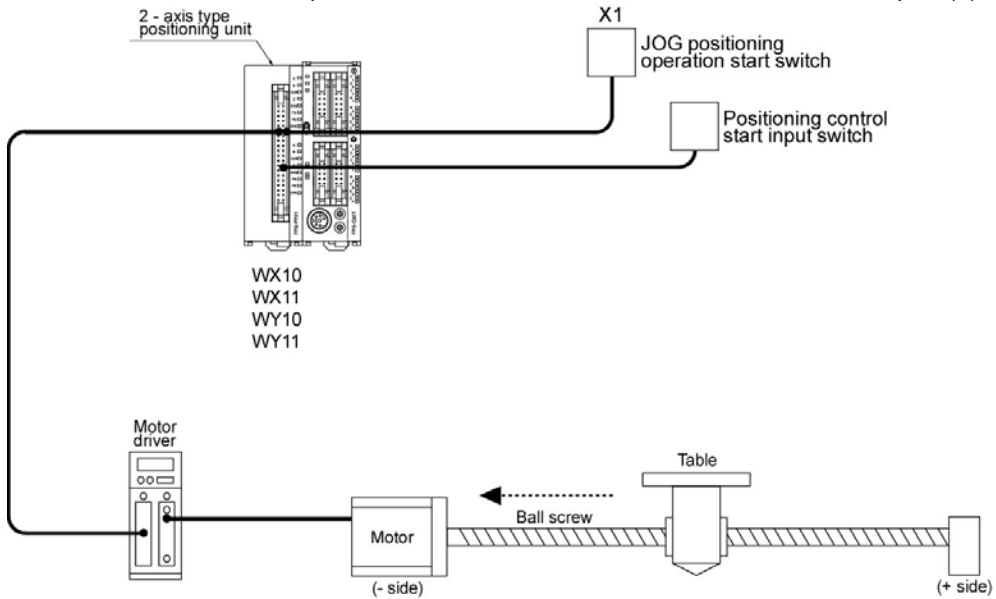 2 - axis type
positioning unit
X1
JOG positioning
operation start switch
Positioning control
start input switch
WX10
WX11
WY10
WY11
Motor
driver
Table
Ball screw
Motor
(- side)
(+ side)